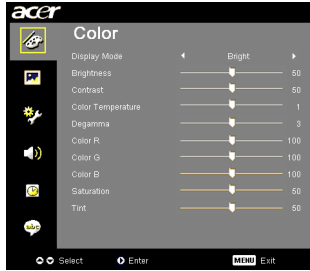 acer
Color
Display Mode Bright
Brightness 50
Contrast 50
Color Temperature 1
Degamma 3
Color R 100
Color G 100
Color B 100
Saturation 50
Tint 50
abc
Select Enter MENU Exit